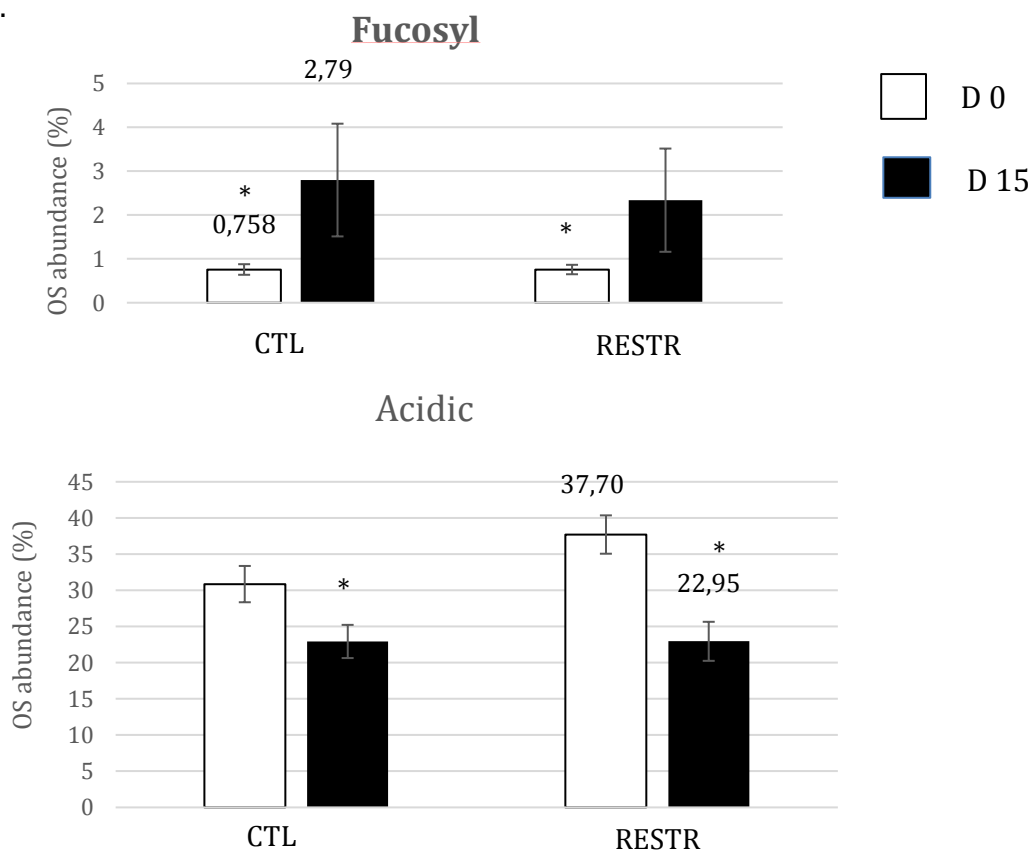 .
Fucosyl
2,79
5
4
3
2
1
0
OS abundance (%)
*
0,758
*
CTL
RESTR
D 0
D 15
Acidic
45
40
35
30
25
20
15
10
5
0
OS abundance (%)
37,70
*
*
22,95
CTL
RESTR